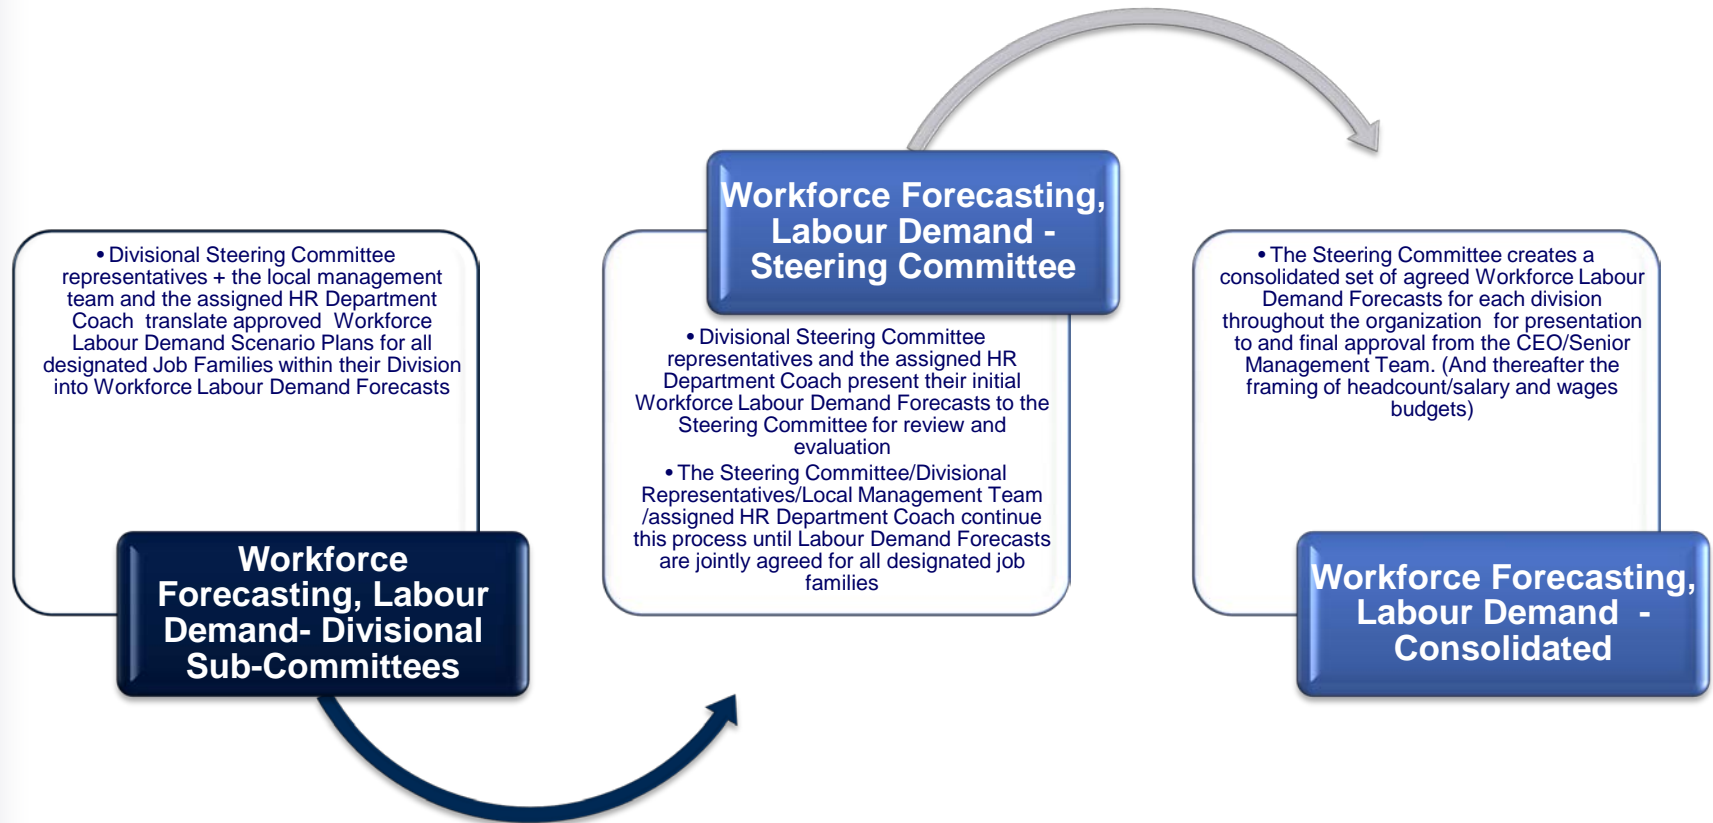 • Divisional Steering Committee
representatives + the local management
team and the assigned HR Department
Coach translate approved Workforce
Labour Demand Scenario Plans for all
designated Job Families within their Division
into Workforce Labour Demand Forecasts
Workforce
Forecasting, Labour
Demand- Divisional
Sub-Committees
Workforce Forecasting,
Labour Demand -
Steering Committee
• Divisional Steering Committee
representatives and the assigned HR
Department Coach present their initial
Workforce Labour Demand Forecasts to the
Steering Committee for review and
evaluation
• The Steering Committee/Divisional
Representatives/Local Management Team
/assigned HR Department Coach continue
this process until Labour Demand Forecasts
are jointly agreed for all designated job
families
• The Steering Committee creates a
consolidated set of agreed Workforce Labour
Demand Forecasts for each division
throughout the organization for presentation
to and final approval from the CEO/Senior
Management Team. (And thereafter the
framing of headcount/salary and wages
budgets)
Workforce Forecasting,
Labour Demand -
Consolidated